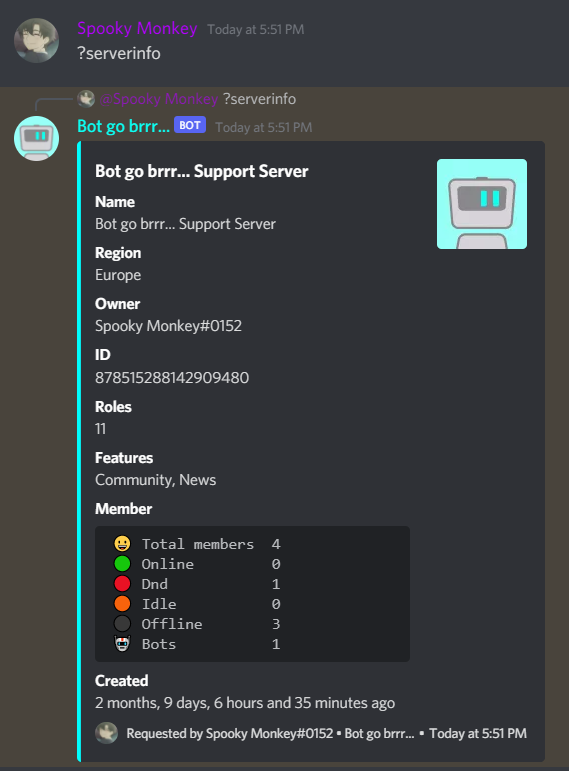 Spooky Monkey Today at 5:51 PM
?serverinfo
@Spooky Monkey ?serverinfo
Bot go brrr... BOT Today at 5:51 PM
Bot go brrr... Support Server
Name
Bot go brrr... Support Server
Region
Europe
Owner
Spooky Monkey#0152
ID
878515288142909480
Roles
11
Features
Community, News
Member
Total members 4
Online 0
Dnd 1
Idle 0
Offline 3
Bots 1
Created
2 months, 9 days, 6 hours and 35 minutes ago
Requested by Spooky Monkey#0152 • Bot go brrr... • Today at 5:51 PM